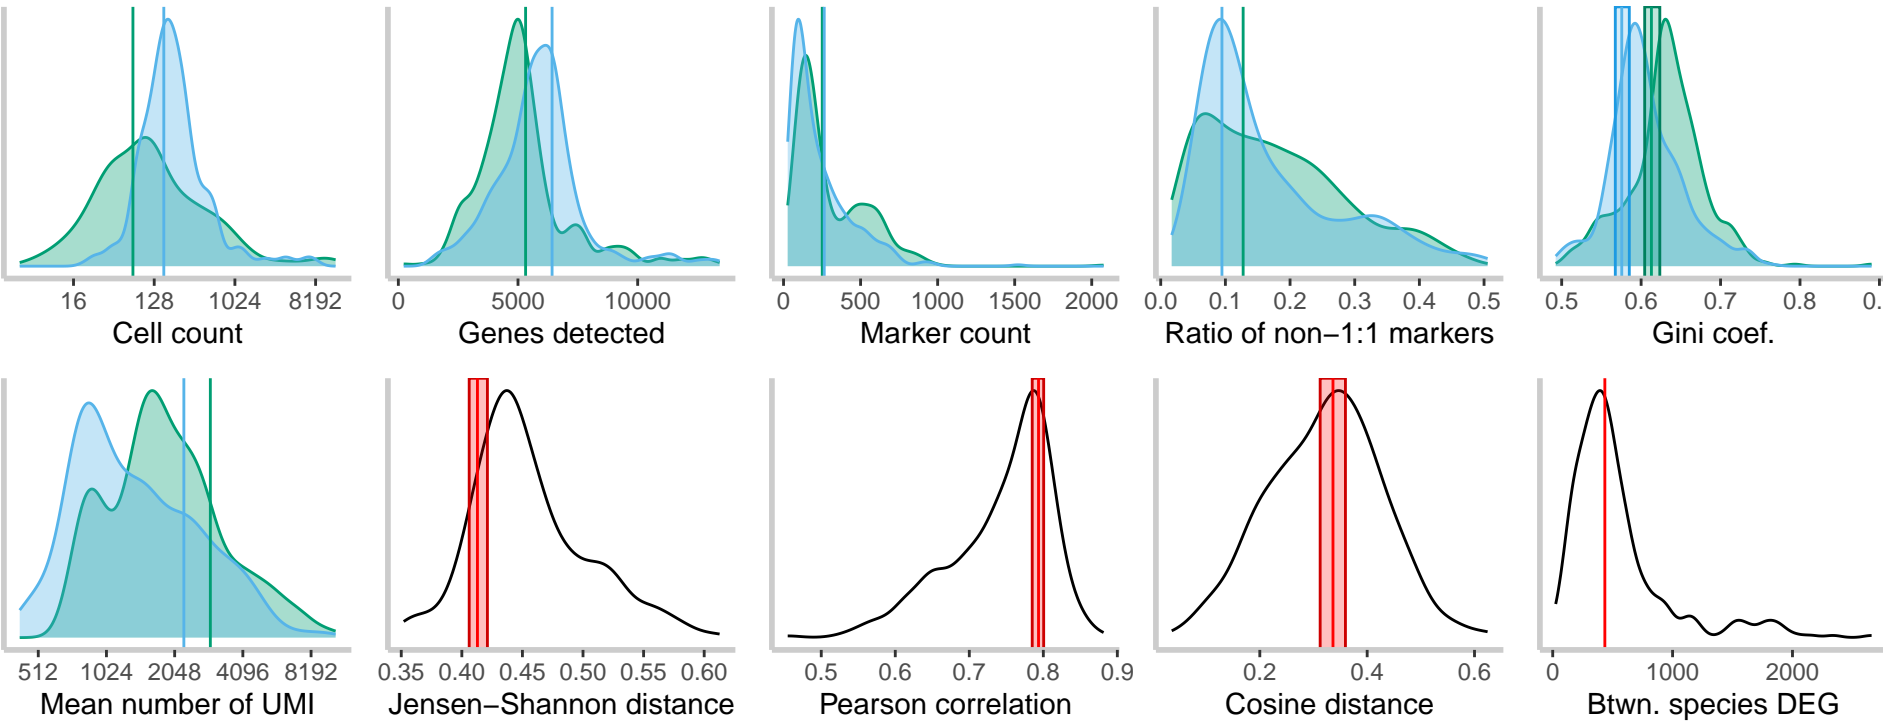 16 128 1024 8192
Cell count
0 5000 10000
Genes detected
0 500 1000 1500 2000
Marker count
0.0 0.1 0.2 0.3 0.4 0.5
Ratio of non−1:1 markers
0.5 0.6 0.7 0.8 0.
Gini coef.
512 1024 2048 4096 8192
Mean number of UMI
0.35 0.40 0.45 0.50 0.55 0.60
Jensen−Shannon distance
0.5 0.6 0.7 0.8 0.9
Pearson correlation
0.2 0.4 0.6
Cosine distance
0 1000 2000
Btwn. species DEG